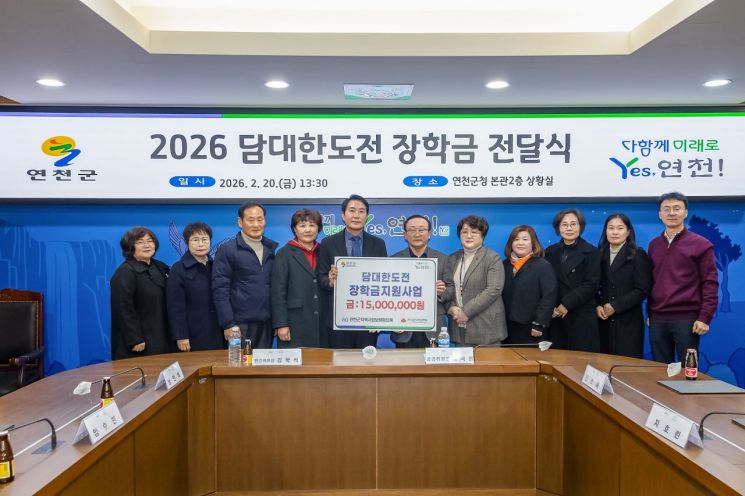 연천군
2026 담대한도전 장학금 전달식
일 시 2026. 2. 20.(금) 13:30
장 소 연천군청 본관2층 상황실
다함께 미래로
Yes, 연천!
담대한도전
장학금지원사업
금:15,000,000원
지효련